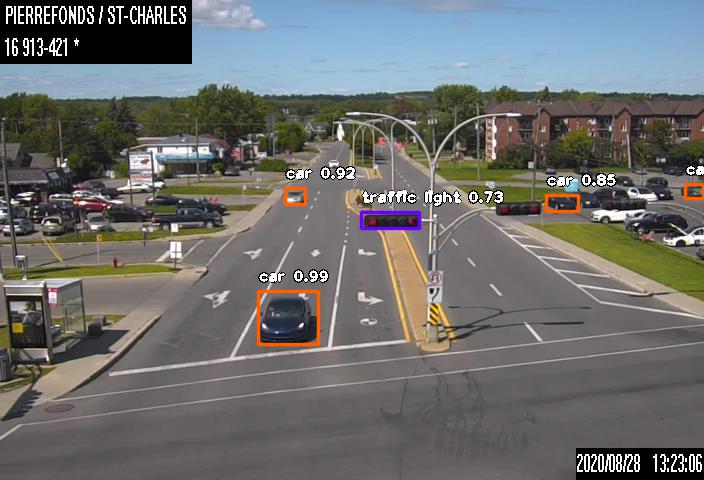 PIERREFONDS / ST-CHARLES
16 913-421 *
car 0.92
traffic light 0.73
car 0.85
ca
car 0.99
2020/08/28 13:23:06